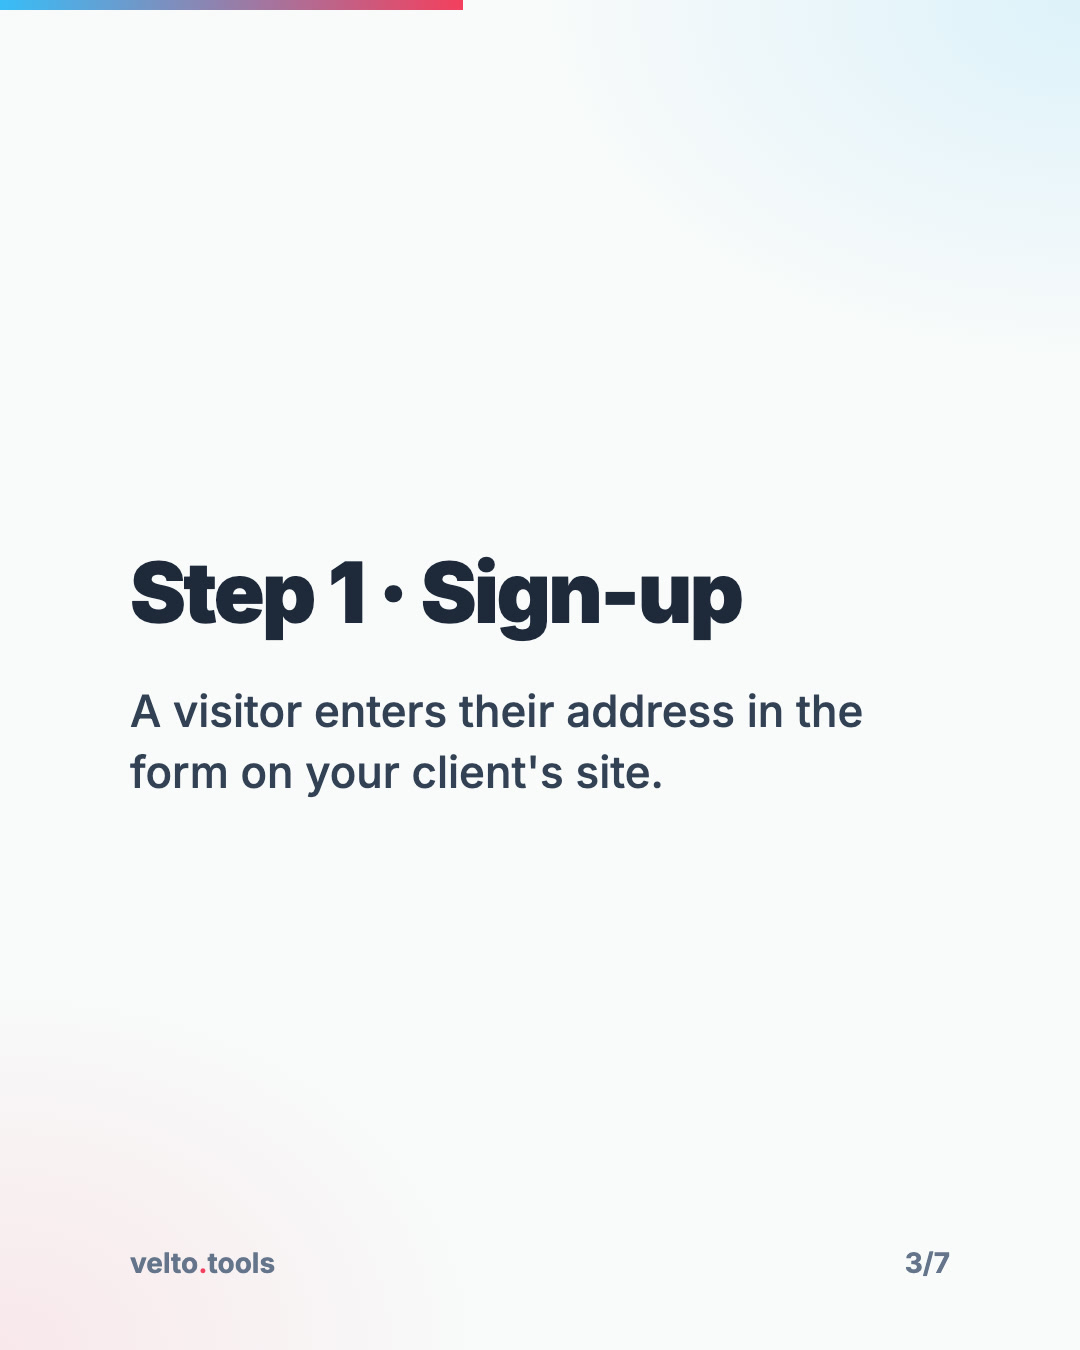 Step 1 · Sign-up
A visitor enters their address in the
form on your client's site.
velto.tools
3/7